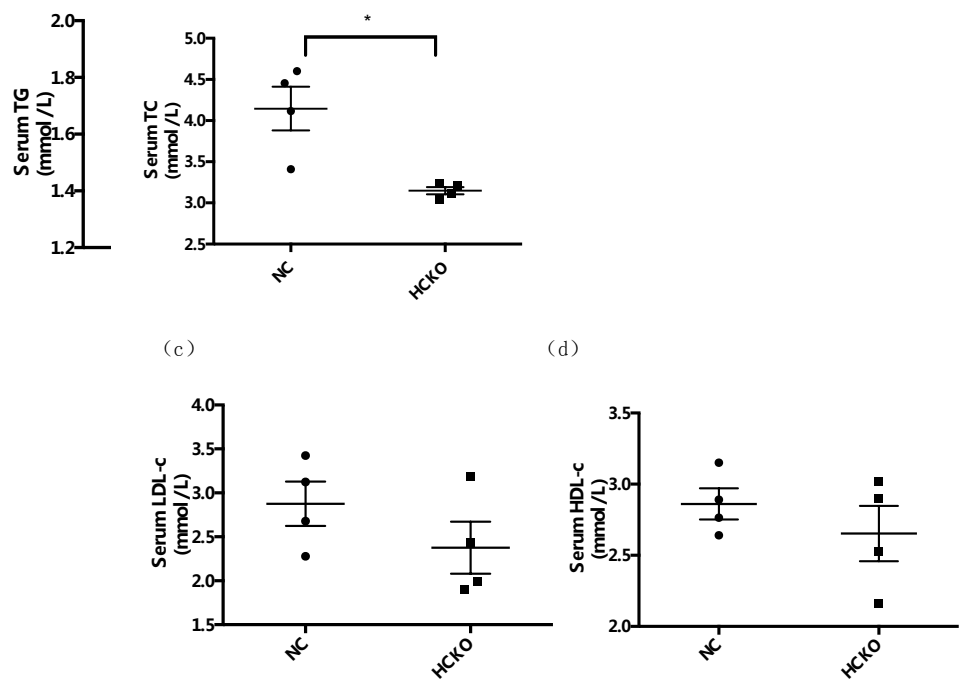 2.0
1.8
1.6
1.4
1.2
Serum TG
(mmol/L)
*
5.0
4.5
4.0
3.5
3.0
2.5
Serum TC
(mmol/L)
NC
HCKO
(c)
(d)
4.0
3.5
3.0
2.5
2.0
1.5
Serum LDL-c
(mmol/L)
NC
HCKO
3.5
3.0
2.5
2.0
Serum HDL-c
(mmol/L)
NC
HCKO